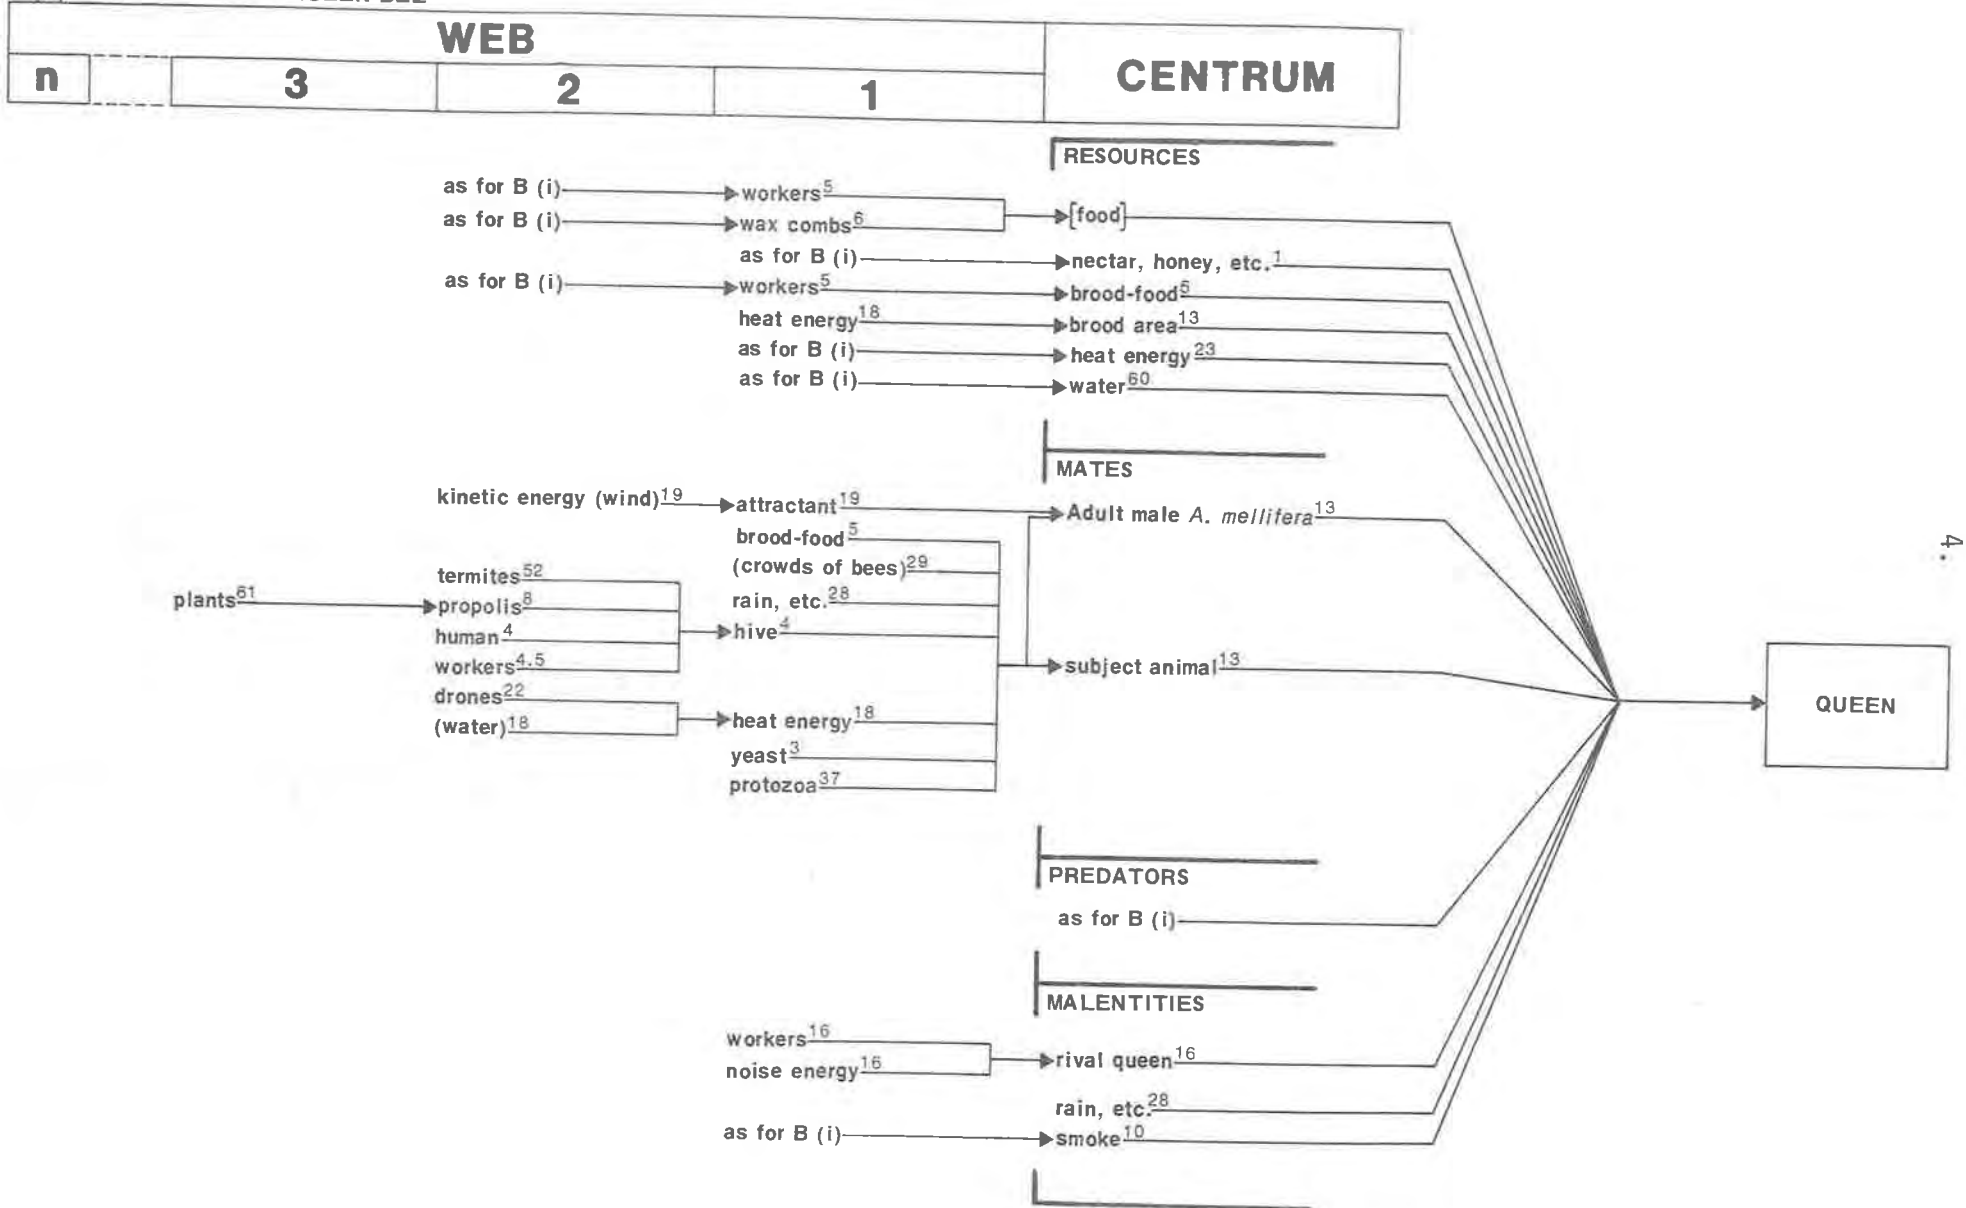 WEB
CENTRUM
n 3 2 1
RESOURCES
as for B (i) workers5
as for B (i) wax combs6 [food]
as for B (i) nectar, honey, etc.1
as for B (i) workers5 brood-food5
heat energy18 brood area13
as for B (i) heat energy23
as for B (i) water60
MATES
kinetic energy (wind)19 attractant19 Adult male A. mellifera13
brood-food5
(crowds of bees)29
termites52
plants61 propolis8 rain, etc.28
human4 hive4
workers4.5 subject animal13
drones22
(water)18 heat energy18
yeast3
protozoa37
QUEEN
PREDATORS
as for B (i)
MALENTITIES
workers16
noise energy16 rival queen16
rain, etc.28
as for B (i) smoke10
4.